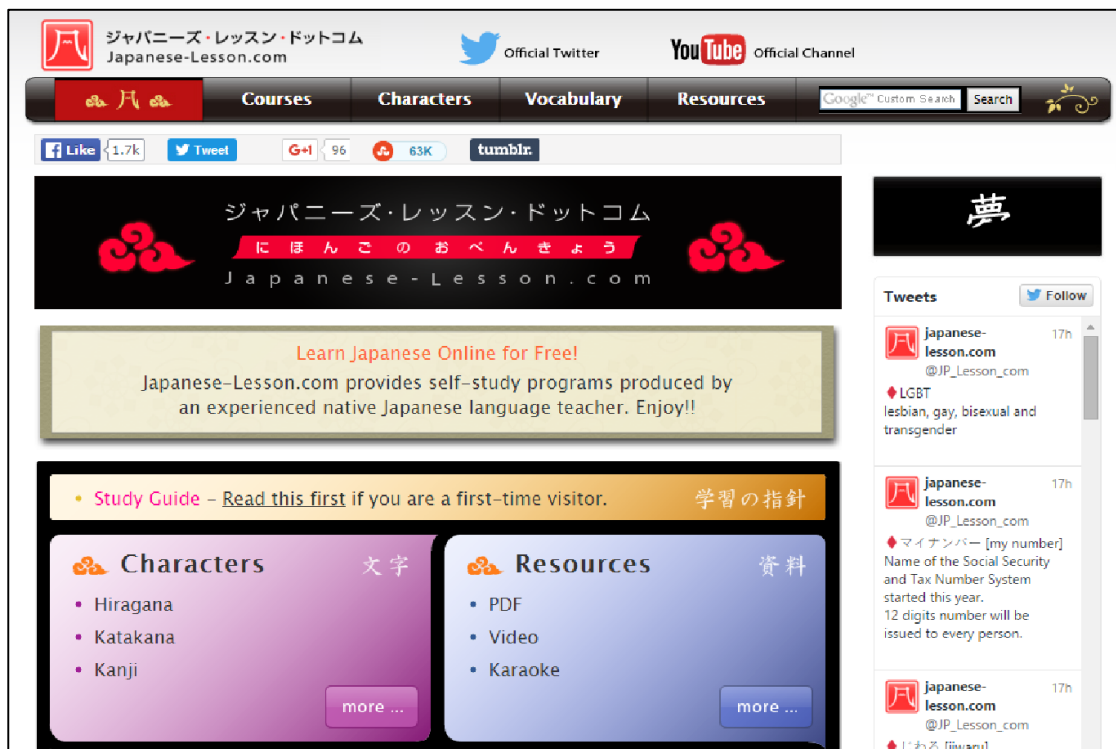 ジャパニーズ・レッスン・ドットコム
Japanese-Lesson.com
Official Twitter
YouTube Official Channel
Courses Characters Vocabulary Resources
Google™ Custom Search Search
Like 1.7k Tweet G+1 96 63K tumblr.
ジャパニーズ・レッスン・ドットコム
にほんごのおべんきょう
Japanese-Lesson.com
夢
Learn Japanese Online for Free!
Japanese-Lesson.com provides self-study programs produced by
an experienced native Japanese language teacher. Enjoy!!
• Study Guide – Read this first if you are a first-time visitor. 学習の指針
Characters 文字
• Hiragana
• Katakana
• Kanji
more ...
Resources 資料
• PDF
• Video
• Karaoke
more ...
Tweets Follow
japanese-
lesson.com 17h
@JP_Lesson_com
♦LGBT
lesbian, gay, bisexual and
transgender
japanese-
lesson.com 17h
@JP_Lesson_com
♦マイナンバー [my number]
Name of the Social Security
and Tax Number System
started this year.
12 digits number will be
issued to every person.
japanese-
lesson.com 17h
@JP_Lesson_com
♦じわる [jiwaru]